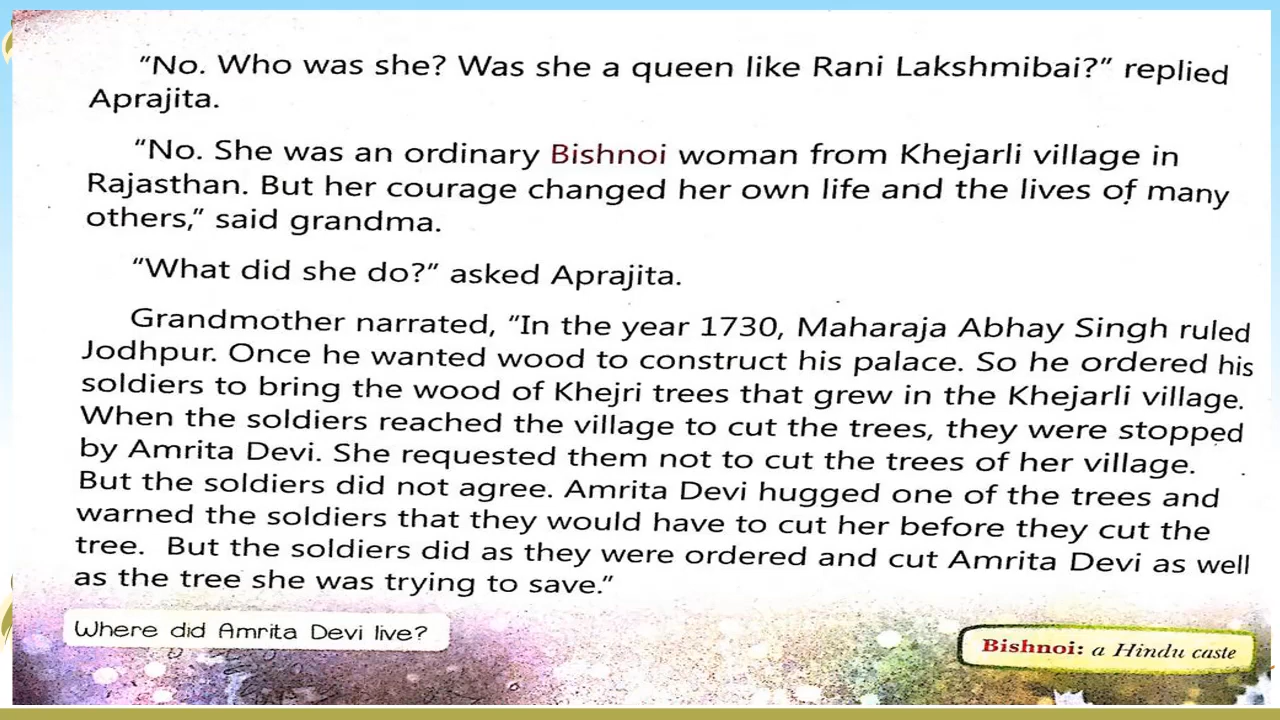 "No. Who was she? Was she a queen like Rani Lakshmibai?" replied
Aprajita.
"No. She was an ordinary Bishnoi woman from Khejarli village in
Rajasthan. But her courage changed her own life and the lives of many
others," said grandma.
"What did she do?" asked Aprajita.
Grandmother narrated, "In the year 1730, Maharaja Abhay Singh ruled
Jodhpur. Once he wanted wood to construct his palace. So he ordered his
soldiers to bring the wood of Khejri trees that grew in the Khejarli village.
When the soldiers reached the village to cut the trees, they were stopped
by Amrita Devi. She requested them not to cut the trees of her village.
But the soldiers did not agree. Amrita Devi hugged one of the trees and
warned the soldiers that they would have to cut her before they cut the
tree. But the soldiers did as they were ordered and cut Amrita Devi as well
as the tree she was trying to save."
Where did Amrita Devi live?
Bishnoi: a Hindu caste